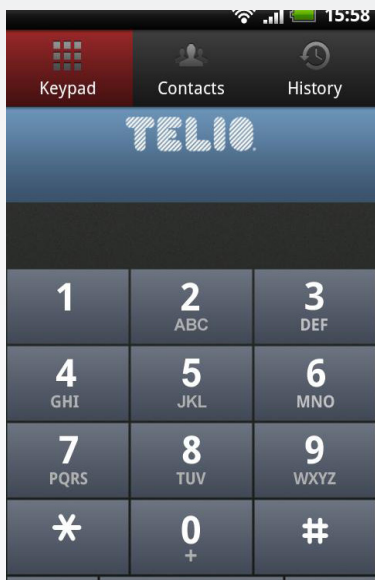 15:58
Keypad Contacts History
TELIO.
1 2 3
ABC DEF
4 5 6
GHI JKL MNO
7 8 9
PQRS TUV WXYZ
* 0 #
+